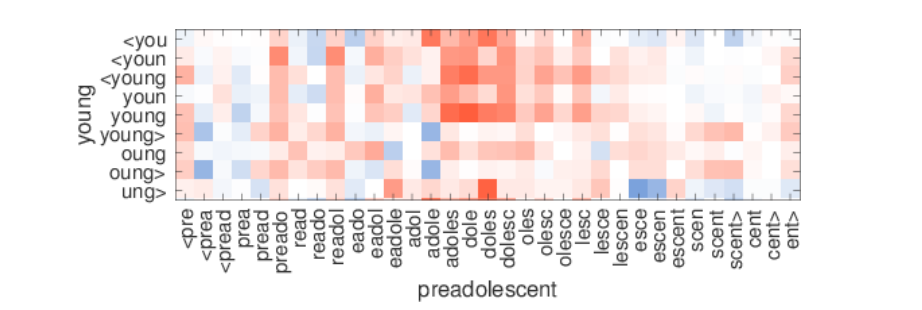 <you
<youn
<young
youn
young
young>
oung
oung>
ung>
young
<pre
<prea
<pread
prea
pread
preado
read
reado
readol
eado
eadol
eadole
adol
adole
adoles
dole
doles
dolesc
oles
olesc
olesce
lesc
lesce
lescen
esce
escen
escent
scen
scent
scent>
cent
cent>
ent>
preadolescent